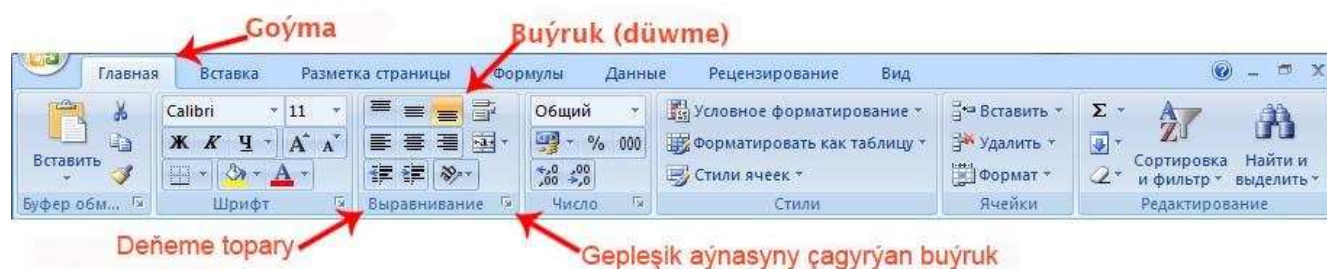 Goýma
Buýruk (düwme)
Главная Вставка Разметка страницы Формулы Данные Рецензирование Вид
Calibri 11 Общий Условное форматирование Вставить Σ
Ж К Ч A A % 000 Форматировать как таблицу Удалить
Вставить А Стили ячеек Формат Сортировка и фильтр Найти и выделить
Буфер обм... Шрифт Выравнивание Число Стили Ячейки Редактирование
Deňeme topary
Gepleşik aýnasyny çagyrýan buýruk